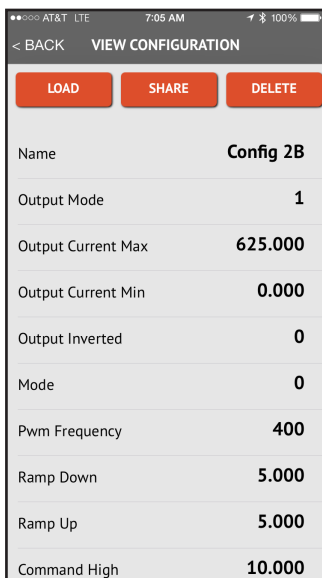 AT&T LTE 7:05 AM 100%
< BACK VIEW CONFIGURATION
LOAD SHARE DELETE
Name Config 2B
Output Mode 1
Output Current Max 625.000
Output Current Min 0.000
Output Inverted 0
Mode 0
Pwm Frequency 400
Ramp Down 5.000
Ramp Up 5.000
Command High 10.000